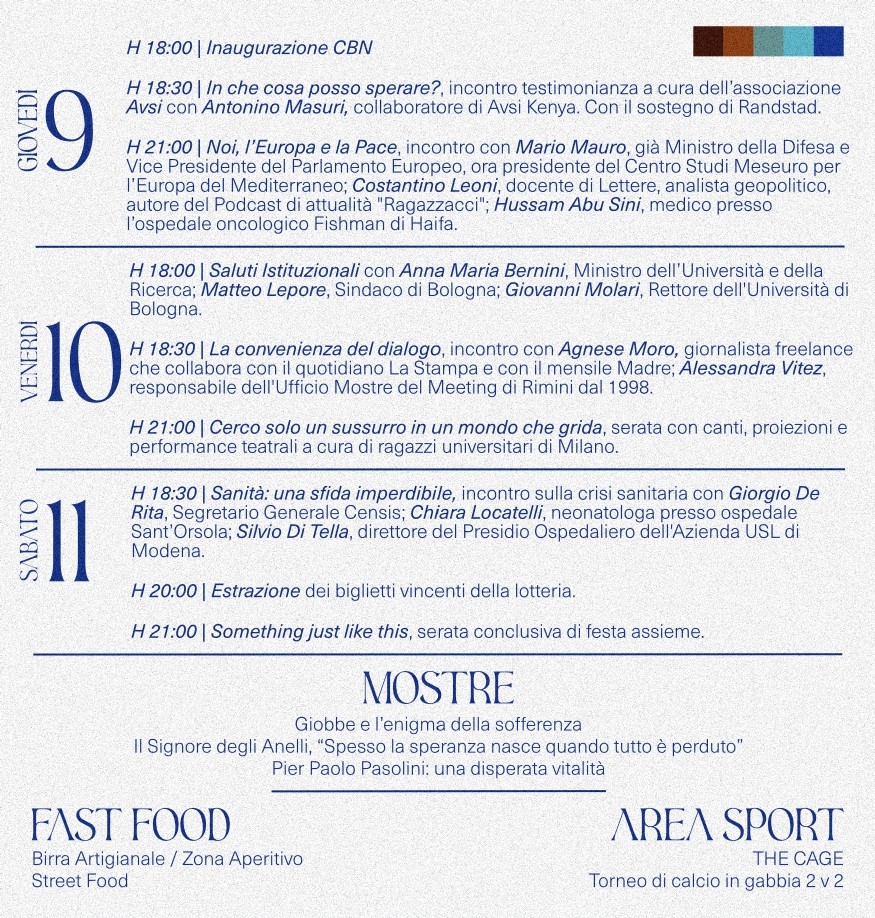 H 18:00 | Inaugurazione CBN
GIOVEDÌ
9
H 18:30 | In che cosa posso sperare?, incontro testimonianza a cura dell'associazione
Avsi con Antonino Masuri, collaboratore di Avsi Kenya. Con il sostegno di Randstad.
H 21:00 | Noi, l'Europa e la Pace, incontro con Mario Mauro, già Ministro della Difesa e
Vice Presidente del Parlamento Europeo, ora presidente del Centro Studi Meseuro per
l'Europa del Mediterraneo; Costantino Leoni, docente di Lettere, analista geopolitico,
autore del Podcast di attualità "Ragazzacci"; Hussam Abu Sini, medico presso
l'ospedale oncologico Fishman di Haifa.
VENERDÌ
10
H 18:00 | Saluti Istituzionali con Anna Maria Bernini, Ministro dell'Università e della
Ricerca; Matteo Lepore, Sindaco di Bologna; Giovanni Molari, Rettore dell'Università di
Bologna.
H 18:30 | La convenienza del dialogo, incontro con Agnese Moro, giornalista freelance
che collabora con il quotidiano La Stampa e con il mensile Madre; Alessandra Vitez,
responsabile dell'Ufficio Mostre del Meeting di Rimini dal 1998.
H 21:00 | Cerco solo un sussurro in un mondo che grida, serata con canti, proiezioni e
performance teatrali a cura di ragazzi universitari di Milano.
SABATO
11
H 18:30 | Sanità: una sfida imperdibile, incontro sulla crisi sanitaria con Giorgio De
Rita, Segretario Generale Censis; Chiara Locatelli, neonatologa presso ospedale
Sant'Orsola; Silvio Di Tella, direttore del Presidio Ospedaliero dell'Azienda USL di
Modena.
H 20:00 | Estrazione dei biglietti vincenti della lotteria.
H 21:00 | Something just like this, serata conclusiva di festa assieme.
MOSTRE
Giobbe e l'enigma della sofferenza
Il Signore degli Anelli, "Spesso la speranza nasce quando tutto è perduto"
Pier Paolo Pasolini: una disperata vitalità
FAST FOOD
Birra Artigianale / Zona Aperitivo
Street Food
AREA SPORT
THE CAGE
Torneo di calcio in gabbia 2 v 2